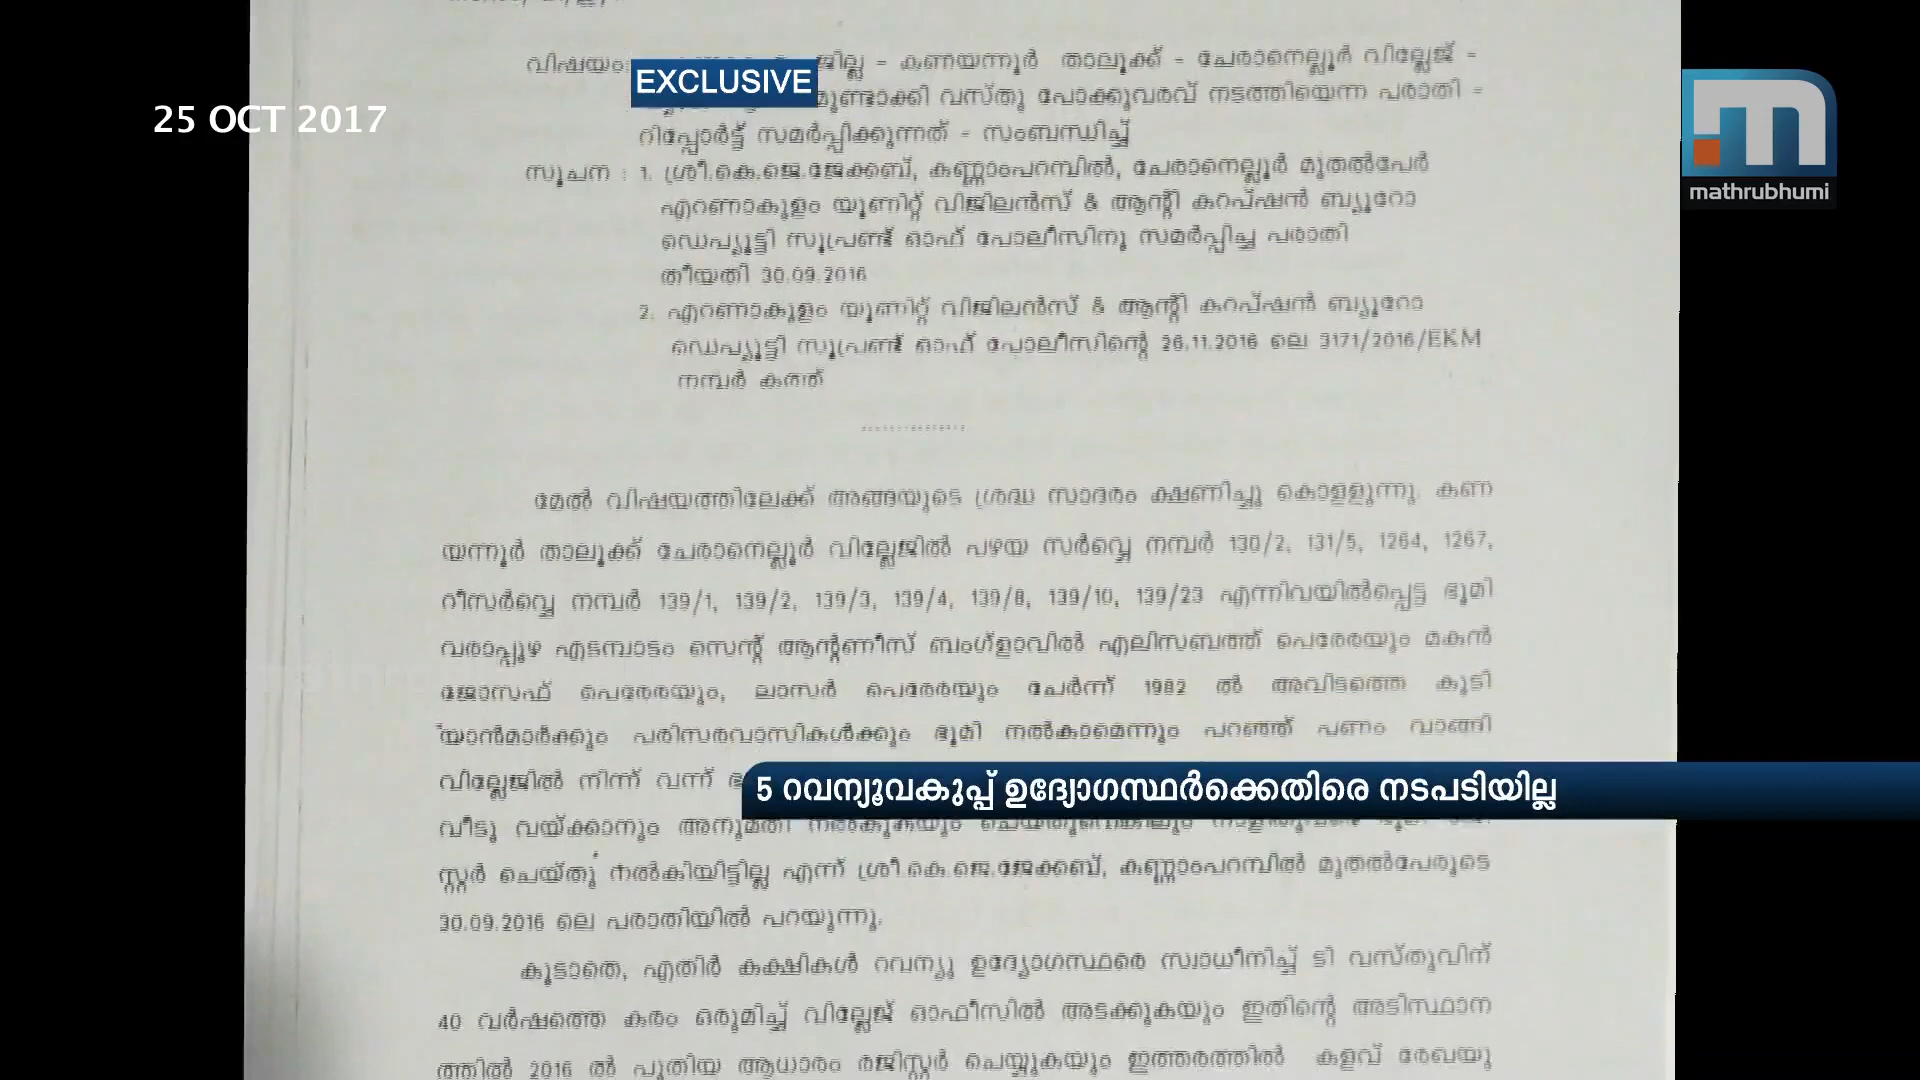 വിഷയം ജില്ല - കണയന്നൂർ താലൂക്ക് - ചേരാനെല്ലൂർ വില്ലേജ് -
EXCLUSIVE
മുണ്ടാക്കി വസ്തു പോക്കുവരവ് നടത്തിയെന്ന പരാതി -
25 OCT 2017
റിപ്പോർട്ട് സമർപ്പിക്കുന്നത് - സംബന്ധിച്ച്
mathrubhumi
സൂചന : 1. ശ്രീ.കെ.ജെ.ജേക്കബ്, കണ്ണാംപറമ്പിൽ, ചേരാനെല്ലൂർ മുതൽപേർ
എറണാകുളം യൂണിറ്റ് വിജിലൻസ് & ആന്റി കറപ്ഷൻ ബ്യൂറോ
ഡെപ്യൂട്ടി സൂപ്രണ്ട് ഓഫ് പോലീസിനു സമർപ്പിച്ച പരാതി
തീയതി 30.09.2016
2. എറണാകുളം യൂണിറ്റ് വിജിലൻസ് & ആന്റി കറപ്ഷൻ ബ്യൂറോ
ഡെപ്യൂട്ടി സൂപ്രണ്ട് ഓഫ് പോലീസിന്റെ 26.11.2016 ലെ 3171/2016/EKM
നമ്പർ കത്ത്
മേൽ വിഷയത്തിലേക്ക് അങ്ങയുടെ ശ്രദ്ധ സാദരം ക്ഷണിച്ചു കൊള്ളുന്നു. കണ
യന്നൂർ താലൂക്ക് ചേരാനെല്ലൂർ വില്ലേജിൽ പഴയ സർവ്വെ നമ്പർ 130/2, 131/5, 1264, 1267,
റീസർവ്വെ നമ്പർ 139/1, 139/2, 139/3, 139/4, 139/8, 139/10, 139/23 എന്നിവയിൽപ്പെട്ട ഭൂമി
വരാപ്പുഴ എടമ്പാടം സെന്റ് ആന്റണീസ് ബംഗ്ളാവിൽ എലിസബത്ത് പെരേരയും മകൻ
ജോസഫ് പെരേരയും, ലാസർ പെരേരയും ചേർന്ന് 1982 ൽ അവിടത്തെ കുടി
യാൻമാർക്കും പരിസരവാസികൾക്കും ഭൂമി നൽകാമെന്നും പറഞ്ഞ് പണം വാങ്ങി
വില്ലേജിൽ നിന്ന് വന്ന്
5 റവന്യൂവകുപ്പ് ഉദ്യോഗസ്ഥർക്കെതിരെ നടപടിയില്ല
വീടു വയ്ക്കാനും അനുമതി നൽകുകയും
സ്റ്റർ ചെയ്തു നൽകിയിട്ടില്ല എന്ന് ശ്രീ.കെ.ജെ.ജേക്കബ്, കണ്ണാംപറമ്പിൽ മുതൽപേരുടെ
30.09.2016 ലെ പരാതിയിൽ പറയുന്നു.
കൂടാതെ, എതിർ കക്ഷികൾ റവന്യൂ ഉദ്യോഗസ്ഥരെ സ്വാധീനിച്ച് ടി വസ്തുവിന്
40 വർഷത്തെ കരം ഒരുമിച്ച് വില്ലേജ് ഓഫീസിൽ അടക്കുകയും ഇതിന്റെ അടിസ്ഥാന
ത്തിൽ 2016 ൽ പുതിയ ആധാരം രജിസ്റ്റർ ചെയ്യുകയും ഇത്തരത്തിൽ കളവ് രേഖയു